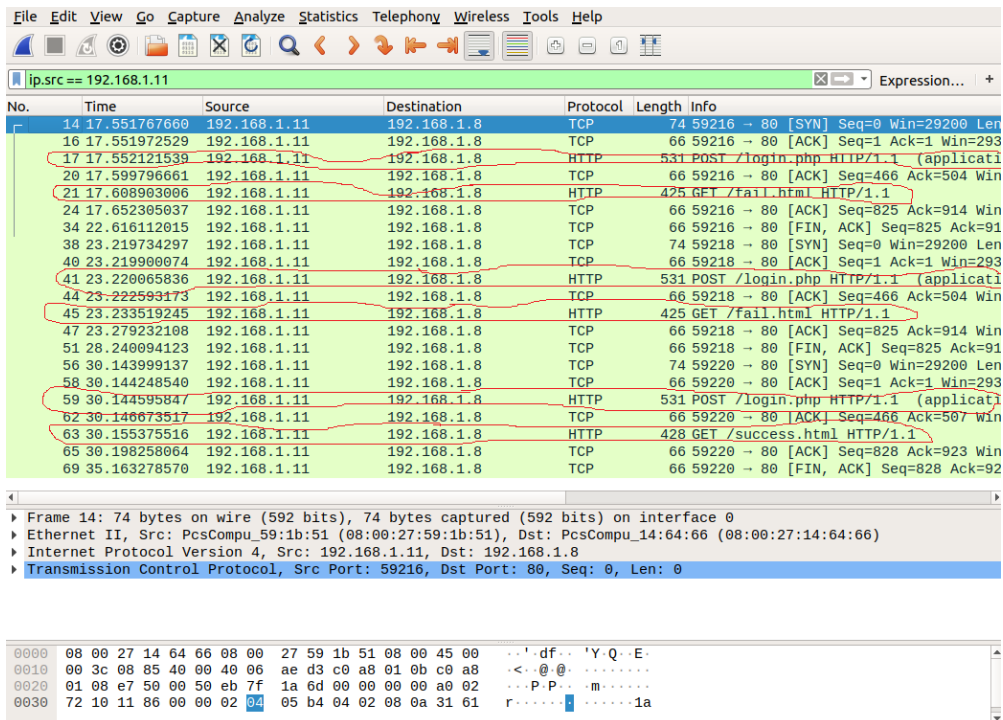 File Edit View Go Capture Analyze Statistics Telephony Wireless Tools Help
ip.src == 192.168.1.11 Expression… +
No. Time Source Destination Protocol Length Info
14 17.551767660 192.168.1.11 192.168.1.8 TCP 74 59216 → 80 [SYN] Seq=0 Win=29200 Len
16 17.551972529 192.168.1.11 192.168.1.8 TCP 66 59216 → 80 [ACK] Seq=1 Ack=1 Win=293
17 17.552121539 192.168.1.11 192.168.1.8 HTTP 531 POST /login.php HTTP/1.1 (applicati
20 17.599796661 192.168.1.11 192.168.1.8 TCP 66 59216 → 80 [ACK] Seq=466 Ack=504 Win
21 17.608903006 192.168.1.11 192.168.1.8 HTTP 425 GET /fail.html HTTP/1.1
24 17.652305037 192.168.1.11 192.168.1.8 TCP 66 59216 → 80 [ACK] Seq=825 Ack=914 Win
34 22.616112015 192.168.1.11 192.168.1.8 TCP 66 59216 → 80 [FIN, ACK] Seq=825 Ack=91
38 23.219734297 192.168.1.11 192.168.1.8 TCP 74 59218 → 80 [SYN] Seq=0 Win=29200 Len
40 23.219900074 192.168.1.11 192.168.1.8 TCP 66 59218 → 80 [ACK] Seq=1 Ack=1 Win=293
41 23.220065836 192.168.1.11 192.168.1.8 HTTP 531 POST /login.php HTTP/1.1 (applicati
44 23.222593173 192.168.1.11 192.168.1.8 TCP 66 59218 → 80 [ACK] Seq=466 Ack=504 Win
45 23.233519245 192.168.1.11 192.168.1.8 HTTP 425 GET /fail.html HTTP/1.1
47 23.279232108 192.168.1.11 192.168.1.8 TCP 66 59218 → 80 [ACK] Seq=825 Ack=914 Win
51 28.240094123 192.168.1.11 192.168.1.8 TCP 66 59218 → 80 [FIN, ACK] Seq=825 Ack=91
56 30.143999137 192.168.1.11 192.168.1.8 TCP 74 59220 → 80 [SYN] Seq=0 Win=29200 Len
58 30.144248540 192.168.1.11 192.168.1.8 TCP 66 59220 → 80 [ACK] Seq=1 Ack=1 Win=293
59 30.144595847 192.168.1.11 192.168.1.8 HTTP 531 POST /login.php HTTP/1.1 (applicati
62 30.146673517 192.168.1.11 192.168.1.8 TCP 66 59220 → 80 [ACK] Seq=466 Ack=507 Win
63 30.155375516 192.168.1.11 192.168.1.8 HTTP 428 GET /success.html HTTP/1.1
65 30.198258064 192.168.1.11 192.168.1.8 TCP 66 59220 → 80 [ACK] Seq=828 Ack=923 Win
69 35.163278570 192.168.1.11 192.168.1.8 TCP 66 59220 → 80 [FIN, ACK] Seq=828 Ack=92
Frame 14: 74 bytes on wire (592 bits), 74 bytes captured (592 bits) on interface 0
Ethernet II, Src: PcsCompu_59:1b:51 (08:00:27:59:1b:51), Dst: PcsCompu_14:64:66 (08:00:27:14:64:66)
Internet Protocol Version 4, Src: 192.168.1.11, Dst: 192.168.1.8
Transmission Control Protocol, Src Port: 59216, Dst Port: 80, Seq: 0, Len: 0
0000 08 00 27 14 64 66 08 00 27 59 1b 51 08 00 45 00 ··'·df·· 'Y·Q··E·
0010 00 3c 08 85 40 00 40 06 ae d3 c0 a8 01 0b c0 a8 ·<··@·@· ········
0020 01 08 e7 50 00 50 eb 7f 1a 6d 00 00 00 00 a0 02 ···P·P·· ·m······
0030 72 10 11 86 00 00 02 04 05 b4 04 02 08 0a 31 61 r······· ······1a